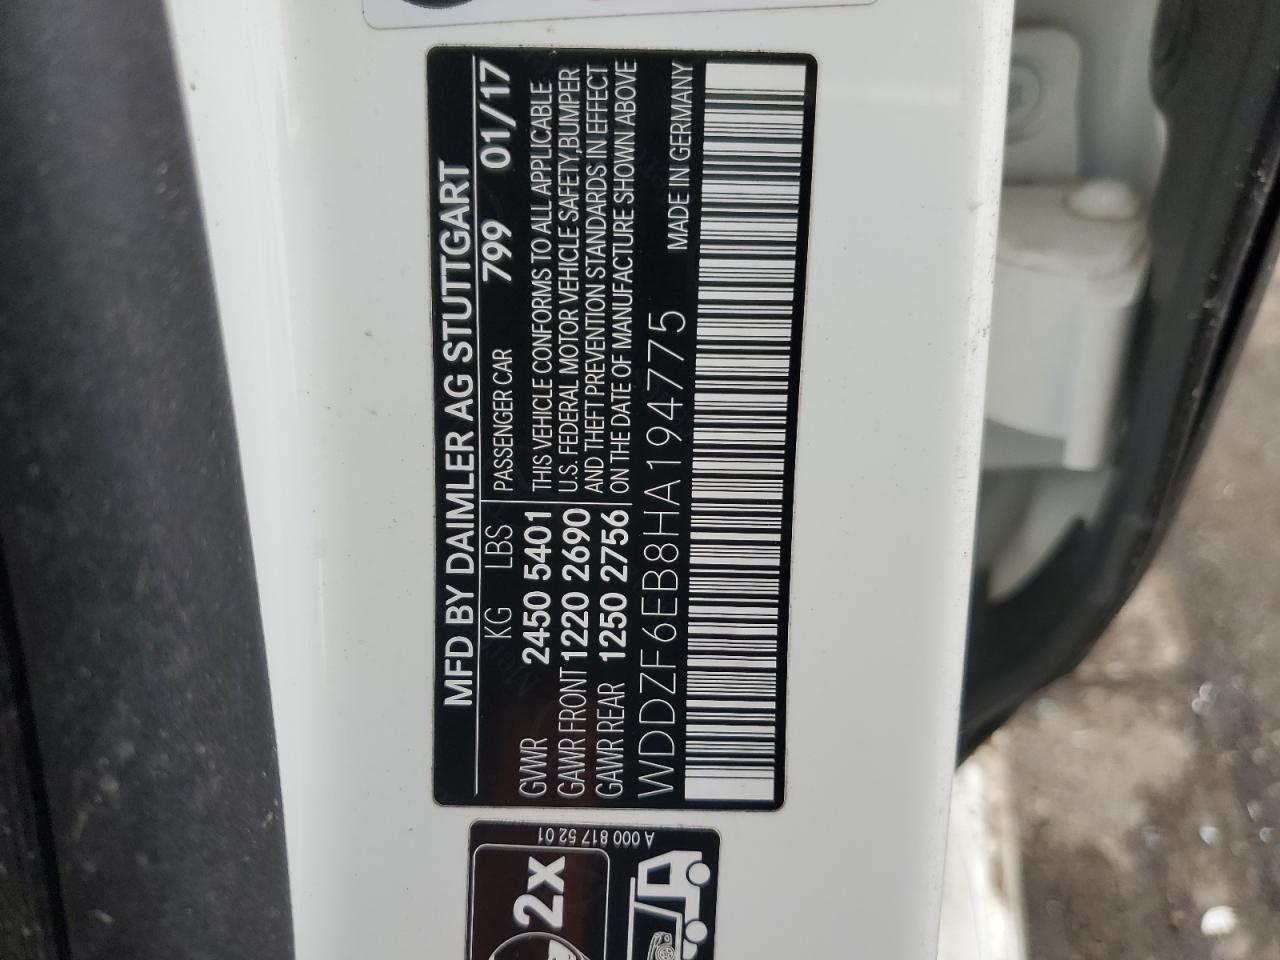 MFD BY DAIMLER AG STUTTGART
KG LBS PASSENGER CAR 799 01/17
GVWR 2450 5401 THIS VEHICLE CONFORMS TO ALL APPLICABLE
GAWR FRONT 1220 2690 U.S. FEDERAL MOTOR VEHICLE SAFETY,BUMPER
GAWR REAR 1250 2756 AND THEFT PREVENTION STANDARDS IN EFFECT
ON THE DATE OF MANUFACTURE SHOWN ABOVE
WDDZF6EB8HA194775 MADE IN GERMANY
A 000 817 52 01
2x